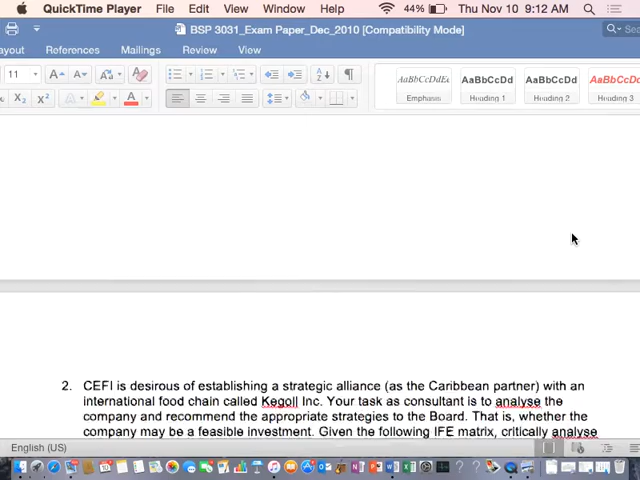 QuickTime Player File Edit View Window Help 44% Thu Nov 10 9:12 AM
BSP 3031_Exam Paper_Dec_2010 [Compatibility Mode]
ayout References Mailings Review View
11 A A Aa
AaBbCcDdEe AaBbCcDd AaBbCcDd AaBbCcDd
X₂ X² A A Emphasis Heading 1 Heading 2 Heading 3
2. CEFI is desirous of establishing a strategic alliance (as the Caribbean partner) with an
international food chain called Kegoll Inc. Your task as consultant is to analyse the
company and recommend the appropriate strategies to the Board. That is, whether the
company may be a feasible investment. Given the following IFE matrix, critically analyse
English (US)